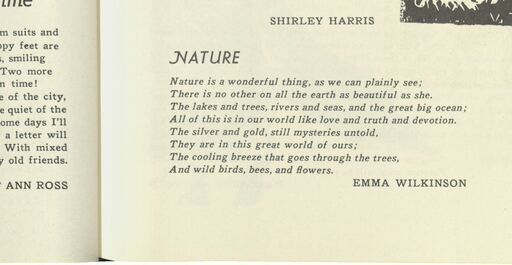 time
m suits and
ppy feet are
s, smiling
Two more
n time!
e of the city,
e quiet of the
ome days I'll
a letter will
With mixed
y old friends.
ANN ROSS
SHIRLEY HARRIS
NATURE
Nature is a wonderful thing, as we can plainly see;
There is no other on all the earth as beautiful as she.
The lakes and trees, rivers and seas, and the great big ocean;
All of this is in our world like love and truth and devotion.
The silver and gold, still mysteries untold,
They are in this great world of ours;
The cooling breeze that goes through the trees,
And wild birds, bees, and flowers.
EMMA WILKINSON